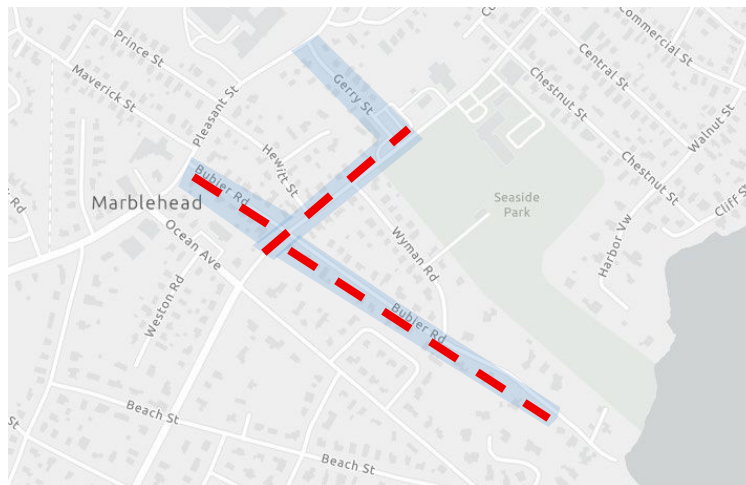 Prince St
Maverick St
Pleasant St
Gerry St
Commercial St
Central St
Chestnut St
Walnut St
Chestnut St
Cliff S
Hewitt St
Bubier Rd
Marblehead
Seaside
Park
Ocean Ave
Wyman Rd
Harbor Vw
Weston Rd
Bubier Rd
Beach St
Beach St
St
Rd